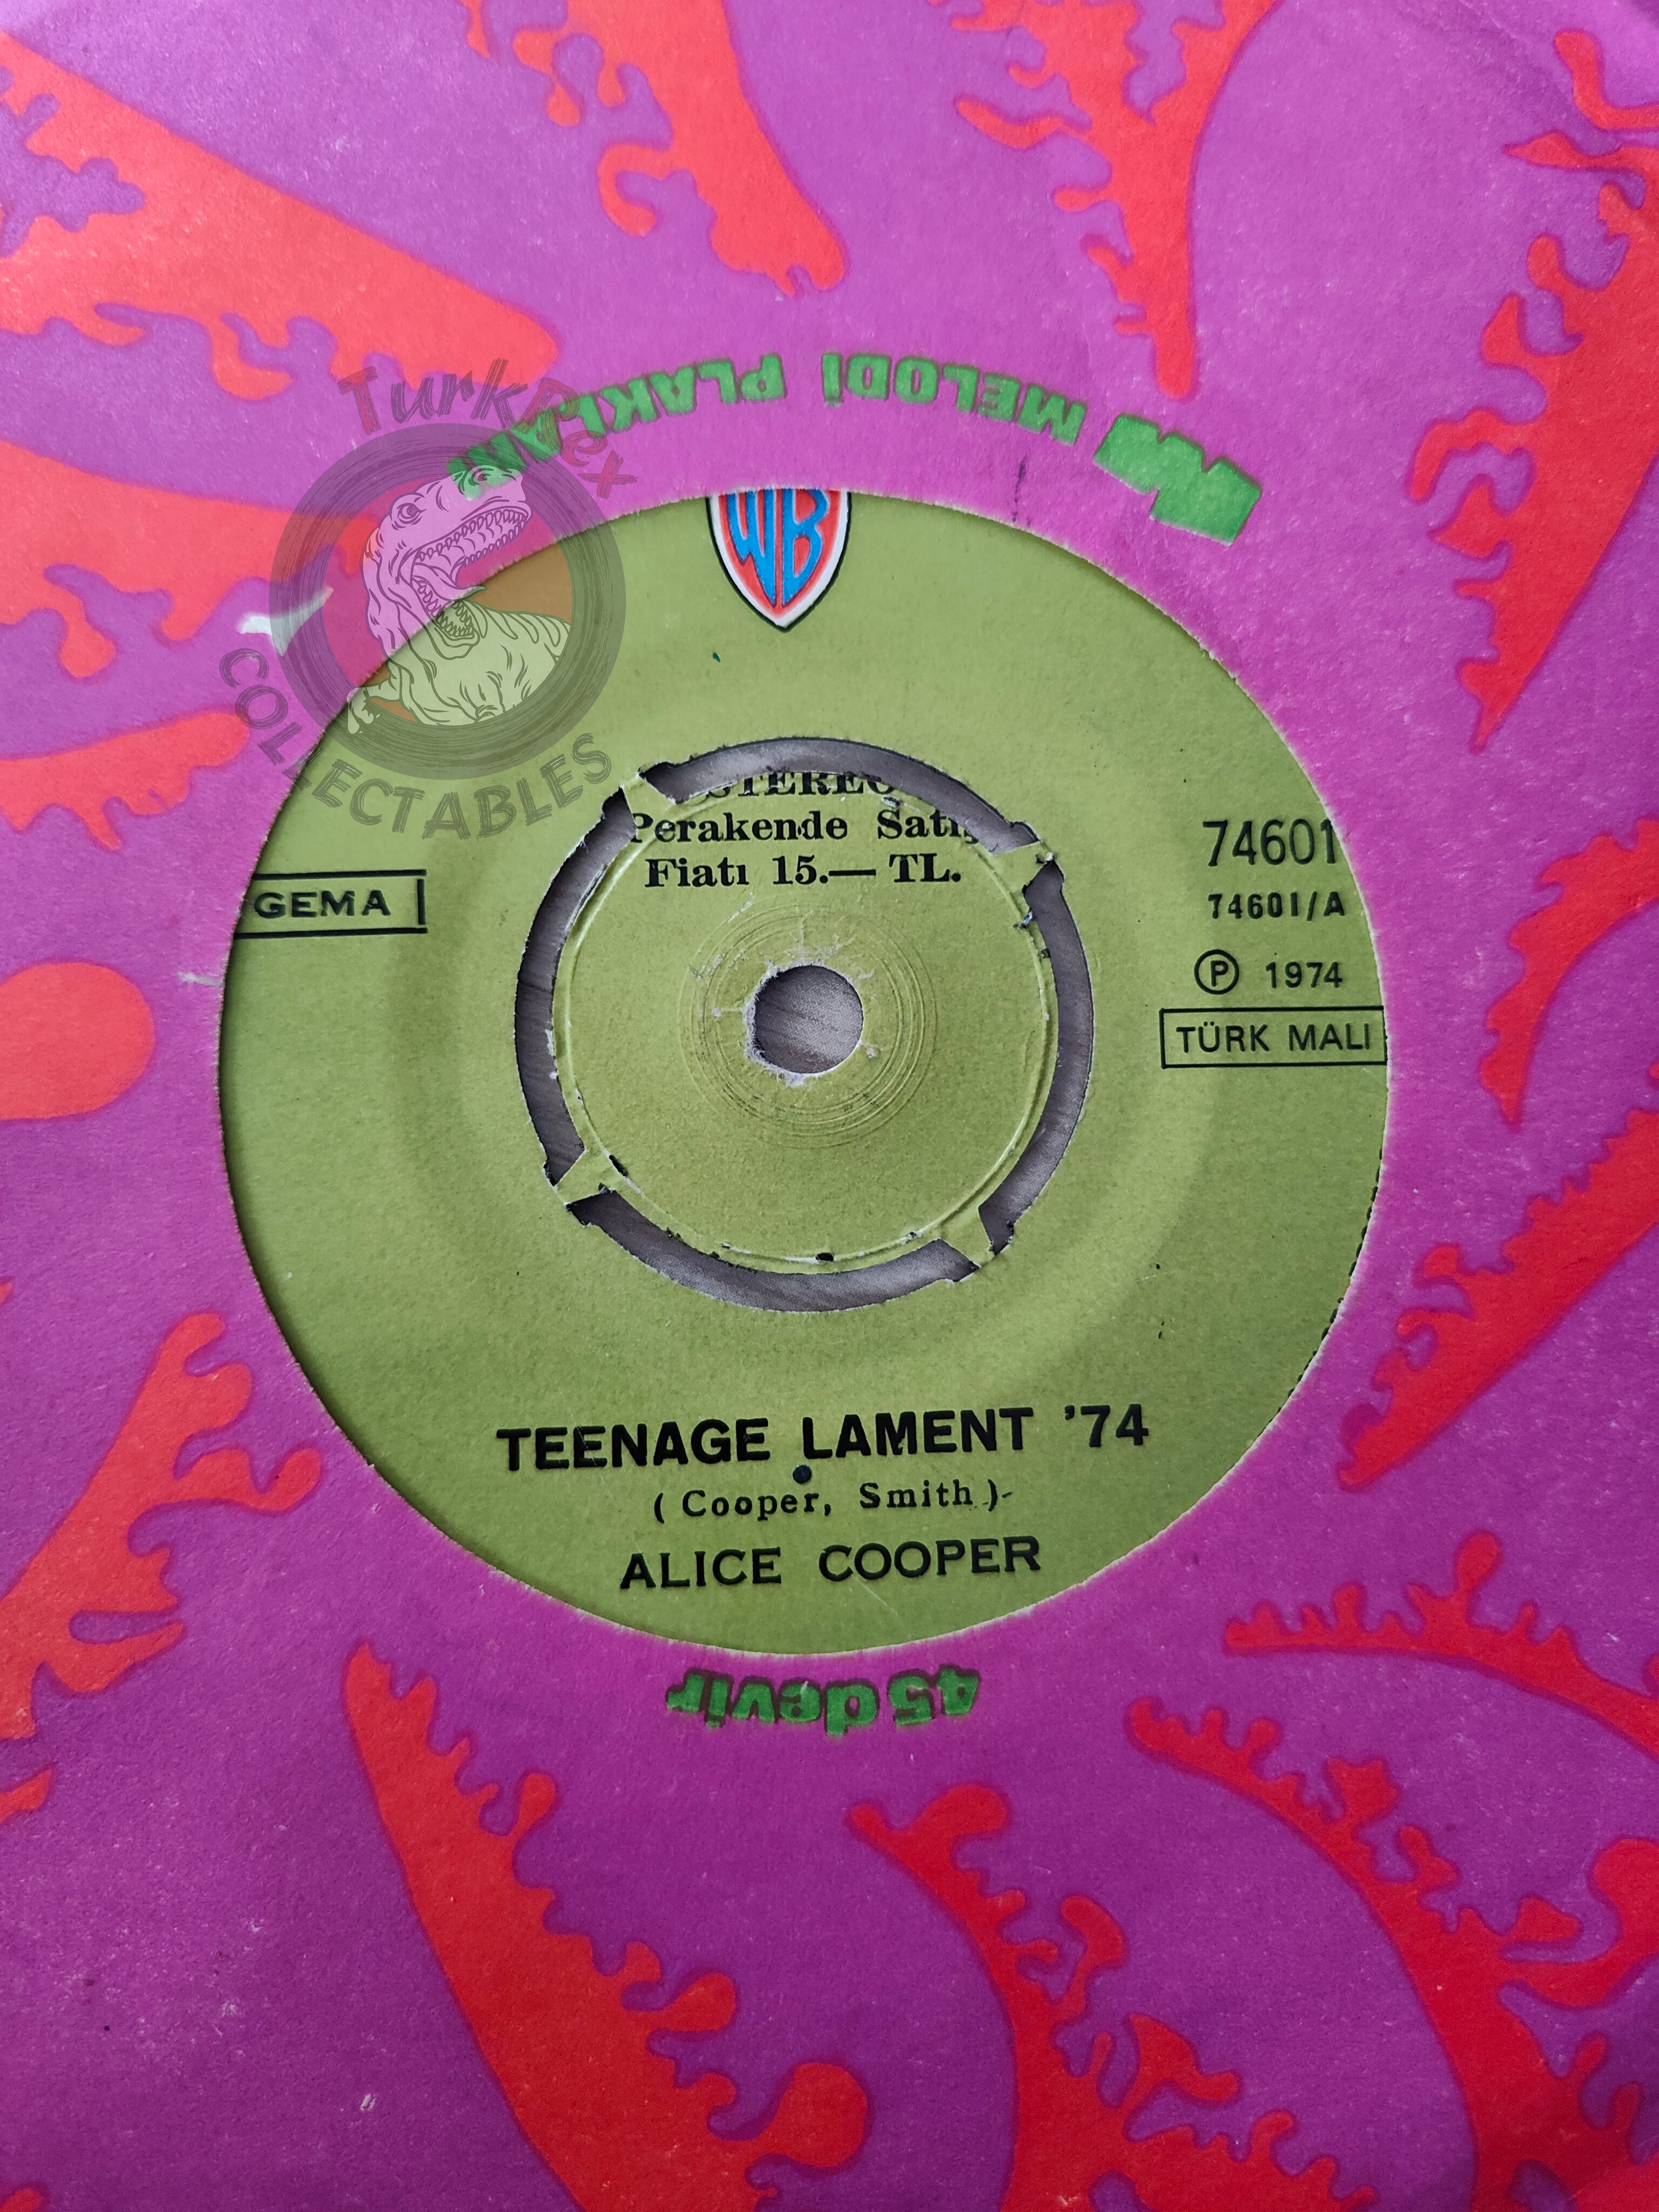 MELODİ PLAKLARI
TurkRex
COLLECTABLES
WB
STEREO
Perakende Satış
Fiatı 15.— TL.
GEMA
74601
74601/A
Ⓟ 1974
TÜRK MALI
TEENAGE LAMENT ’74
( Cooper, Smith )
ALICE COOPER
45 devir